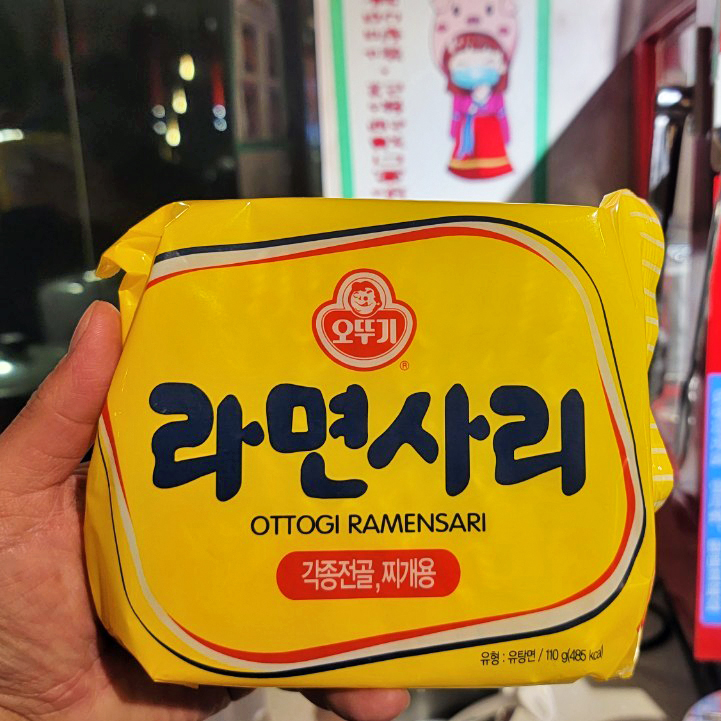 오뚜기
®
라면사리
OTTOGI RAMENSARI
각종전골, 찌개용
유형 : 유탕면 / 110 g(485 kcal)